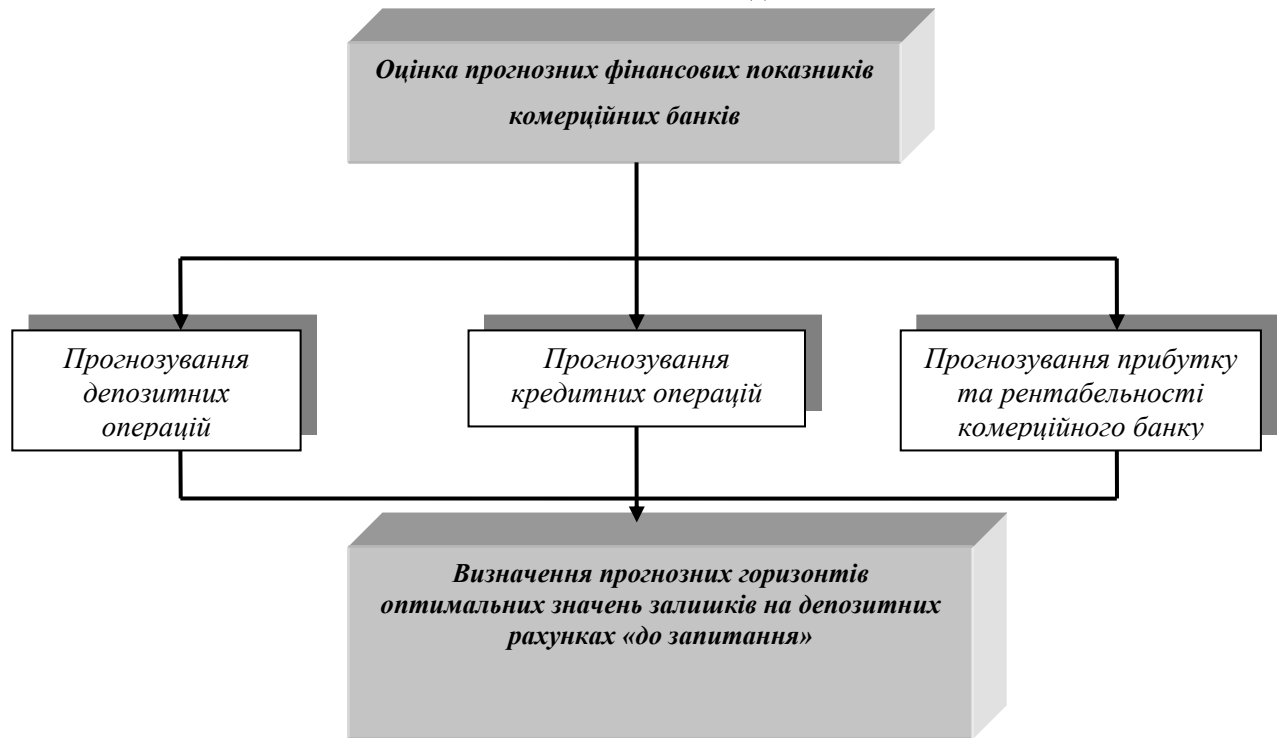 Оцінка прогнозних фінансових показників
комерційних банків
Прогнозування
депозитних
операцій
Прогнозування
кредитних операцій
Прогнозування прибутку
та рентабельності
комерційного банку
Визначення прогнозних горизонтів
оптимальних значень залишків на депозитних
рахунках «до запитання»